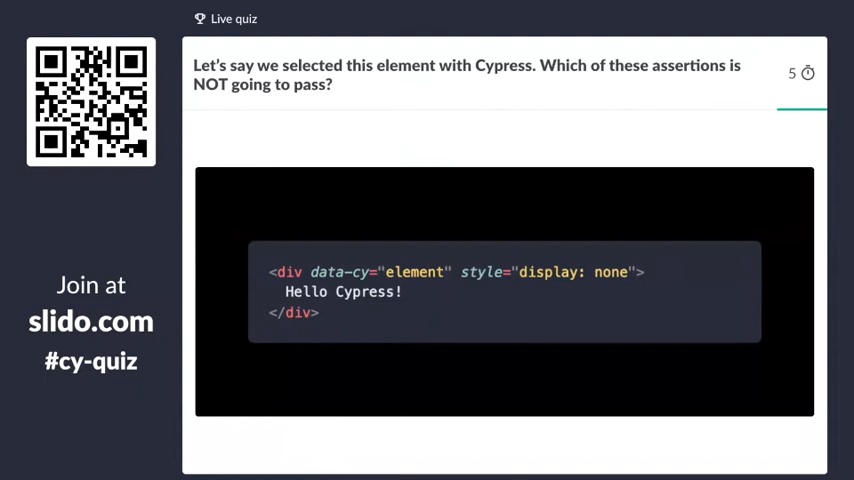 Live quiz
Let’s say we selected this element with Cypress. Which of these assertions is
NOT going to pass?
5
<div data-cy="element" style="display: none">
Hello Cypress!
</div>
Join at
slido.com
#cy-quiz